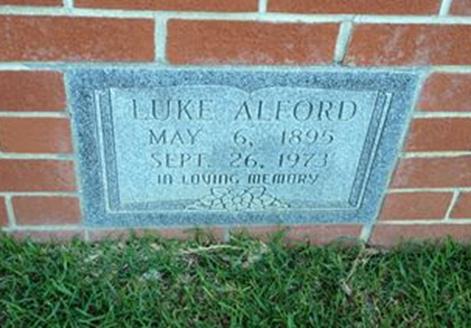 LUKE ALFORD
MAY 6, 1895
SEPT. 26, 1973
IN LOVING MEMORY